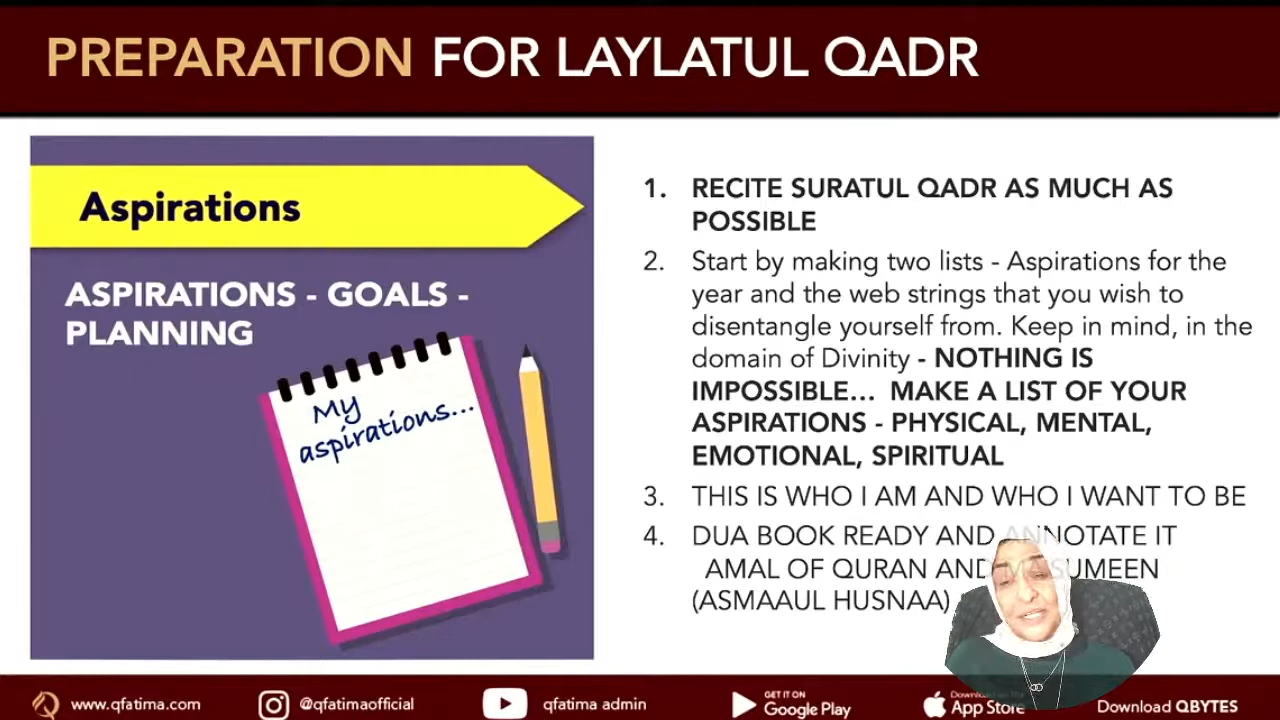 PREPARATION FOR LAYLATUL QADR
Aspirations
ASPIRATIONS - GOALS -
PLANNING
My
aspirations...
1. RECITE SURATUL QADR AS MUCH AS
POSSIBLE
2. Start by making two lists - Aspirations for the
year and the web strings that you wish to
disentangle yourself from. Keep in mind, in the
domain of Divinity - NOTHING IS
IMPOSSIBLE... MAKE A LIST OF YOUR
ASPIRATIONS - PHYSICAL, MENTAL,
EMOTIONAL, SPIRITUAL
3. THIS IS WHO I AM AND WHO I WANT TO BE
4. DUA BOOK READY AND ANNOTATE IT
AMAL OF QURAN AND
(ASMAAUL HUSNAA)
www.qfatima.com
@qfatimaofficial
qfatima admin
GET IT ON
Google Play
Download on the
App Store
Download QBYTES